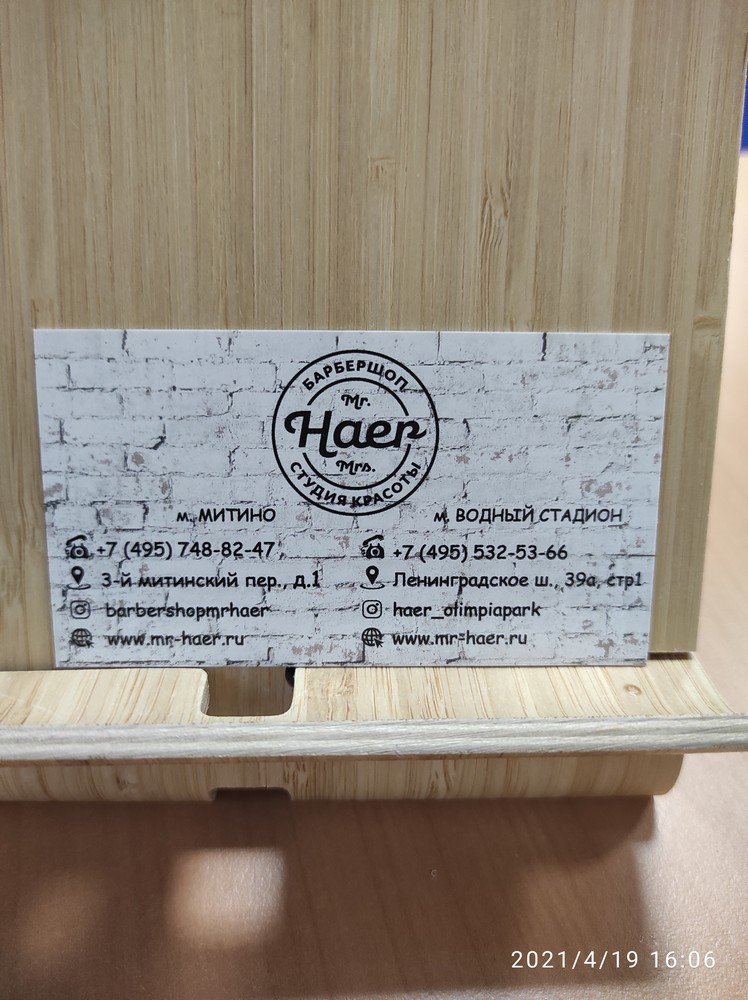 БАРБЕРШОП
Mr.
Haer
Mrs.
СТУДИЯ КРАСОТЫ
м. МИТИНО
+7 (495) 748-82-47
3-й митинский пер., д.1
barbershopmrhaer
www.mr-haer.ru
м. ВОДНЫЙ СТАДИОН
+7 (495) 532-53-66
Ленинградское ш., 39а, стр1
haer_olimpiapark
www.mr-haer.ru
2021/4/19 16:06